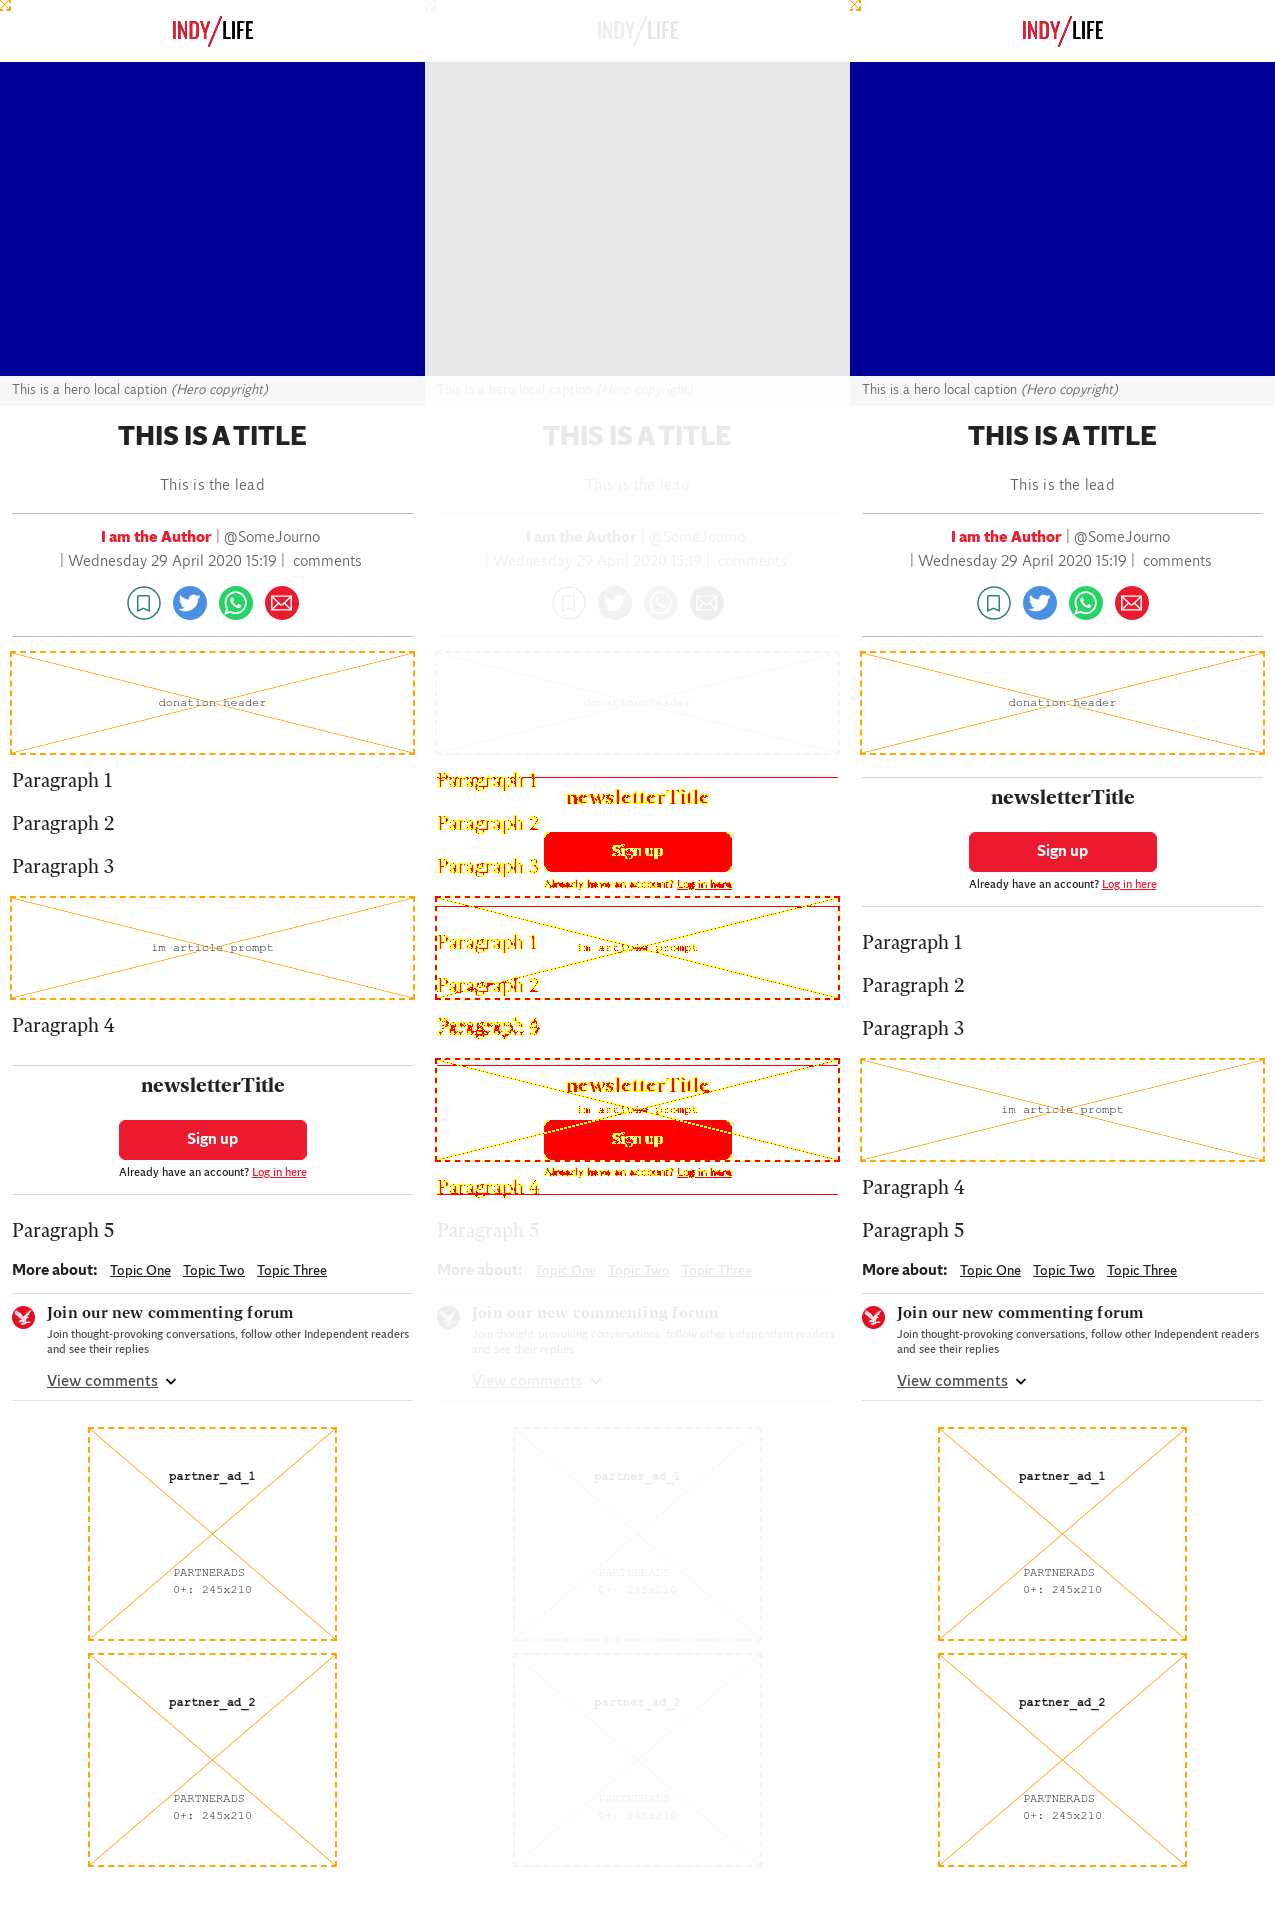 INDY/LIFE
This is a hero local caption (Hero copyright)
THIS IS A TITLE
This is the lead
I am the Author | @SomeJourno
| Wednesday 29 April 2020 15:19 | comments
donation header
Paragraph 1
Paragraph 2
Paragraph 3
im article prompt
Paragraph 4
newsletterTitle
Sign up
Already have an account? Log in here
Paragraph 5
More about: Topic One Topic Two Topic Three
Join our new commenting forum
Join thought-provoking conversations, follow other Independent readers
and see their replies
View comments
partner_ad_1
PARTNERADS
0+: 245x210
partner_ad_2
PARTNERADS
0+: 245x210
INDY/LIFE
This is a hero local caption (Hero copyright)
THIS IS A TITLE
This is the lead
I am the Author | @SomeJourno
| Wednesday 29 April 2020 15:19 | comments
donation header
Paragraph 1
newsletterTitle
Paragraph 2
Sign up
Paragraph 3
Already have an account? Log in here
Paragraph 1
im article prompt
Paragraph 2
newsletterTitle
im article prompt
Sign up
Already have an account? Log in here
Paragraph 4
Paragraph 5
More about: Topic One Topic Two Topic Three
Join our new commenting forum
Join thought-provoking conversations, follow other Independent readers
and see their replies
View comments
partner_ad_1
PARTNERADS
0+: 245x210
partner_ad_2
PARTNERADS
0+: 245x210
INDY/LIFE
This is a hero local caption (Hero copyright)
THIS IS A TITLE
This is the lead
I am the Author | @SomeJourno
| Wednesday 29 April 2020 15:19 | comments
donation header
newsletterTitle
Sign up
Already have an account? Log in here
Paragraph 1
Paragraph 2
Paragraph 3
im article prompt
Paragraph 4
Paragraph 5
More about: Topic One Topic Two Topic Three
Join our new commenting forum
Join thought-provoking conversations, follow other Independent readers
and see their replies
View comments
partner_ad_1
PARTNERADS
0+: 245x210
partner_ad_2
PARTNERADS
0+: 245x210